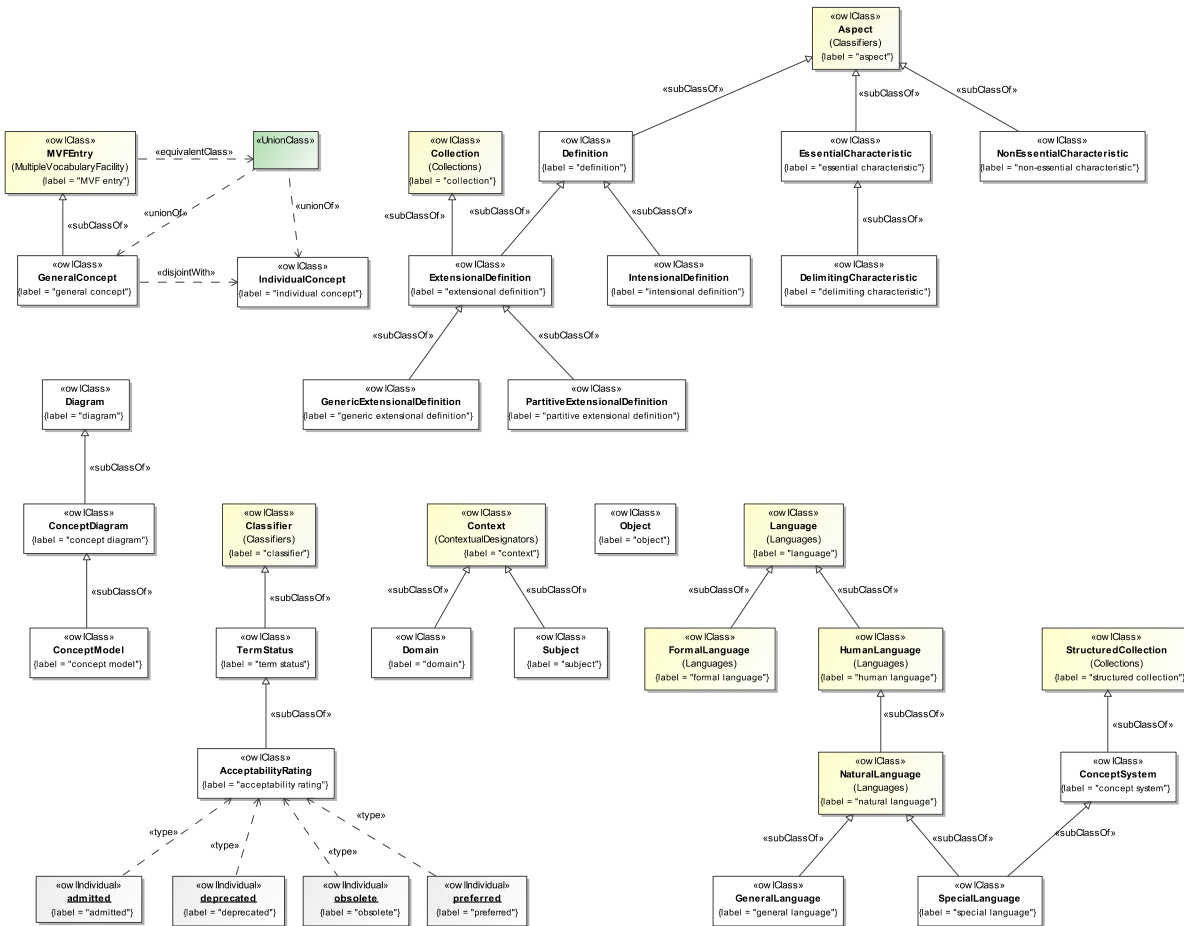 «owlClass»
Aspect
(Classifiers)
{label = "aspect"}
«subClassOf»
«subClassOf»
«subClassOf»
«owlClass»
MVFEntry
(MultipleVocabularyFacility)
{label = "MVF entry"}
«equivalentClass»
«UnionClass»
«owlClass»
Collection
(Collections)
{label = "collection"}
«owlClass»
Definition
{label = "definition"}
«owlClass»
EssentialCharacteristic
{label = "essential characteristic"}
«owlClass»
NonEssentialCharacteristic
{label = "non-essential characteristic"}
«subClassOf»
«unionOf»
«unionOf»
«subClassOf»
«subClassOf»
«subClassOf»
«subClassOf»
«owlClass»
GeneralConcept
{label = "general concept"}
«disjointWith»
«owlClass»
IndividualConcept
{label = "individual concept"}
«owlClass»
ExtensionalDefinition
{label = "extensional definition"}
«owlClass»
IntensionalDefinition
{label = "intensional definition"}
«owlClass»
DelimitingCharacteristic
{label = "delimiting characteristic"}
«subClassOf»
«subClassOf»
«owlClass»
Diagram
{label = "diagram"}
«owlClass»
GenericExtensionalDefinition
{label = "generic extensional definition"}
«owlClass»
PartitiveExtensionalDefinition
{label = "partitive extensional definition"}
«subClassOf»
«owlClass»
ConceptDiagram
{label = "concept diagram"}
«owlClass»
Classifier
(Classifiers)
{label = "classifier"}
«owlClass»
Context
(ContextualDesignators)
{label = "context"}
«owlClass»
Object
{label = "object"}
«owlClass»
Language
(Languages)
{label = "language"}
«subClassOf»
«subClassOf»
«subClassOf»
«subClassOf»
«subClassOf»
«subClassOf»
«owlClass»
ConceptModel
{label = "concept model"}
«owlClass»
TermStatus
{label = "term status"}
«owlClass»
Domain
{label = "domain"}
«owlClass»
Subject
{label = "subject"}
«owlClass»
FormalLanguage
(Languages)
{label = "formal language"}
«owlClass»
HumanLanguage
(Languages)
{label = "human language"}
«owlClass»
StructuredCollection
(Collections)
{label = "structured collection"}
«subClassOf»
«subClassOf»
«subClassOf»
«owlClass»
AcceptabilityRating
{label = "acceptability rating"}
«owlClass»
NaturalLanguage
(Languages)
{label = "natural language"}
«owlClass»
ConceptSystem
{label = "concept system"}
«type»
«type»
«type»
«type»
«subClassOf»
«subClassOf»
«subClassOf»
«owlIndividual»
admitted
{label = "admitted"}
«owlIndividual»
deprecated
{label = "deprecated"}
«owlIndividual»
obsolete
{label = "obsolete"}
«owlIndividual»
preferred
{label = "preferred"}
«owlClass»
GeneralLanguage
{label = "general language"}
«owlClass»
SpecialLanguage
{label = "special language"}